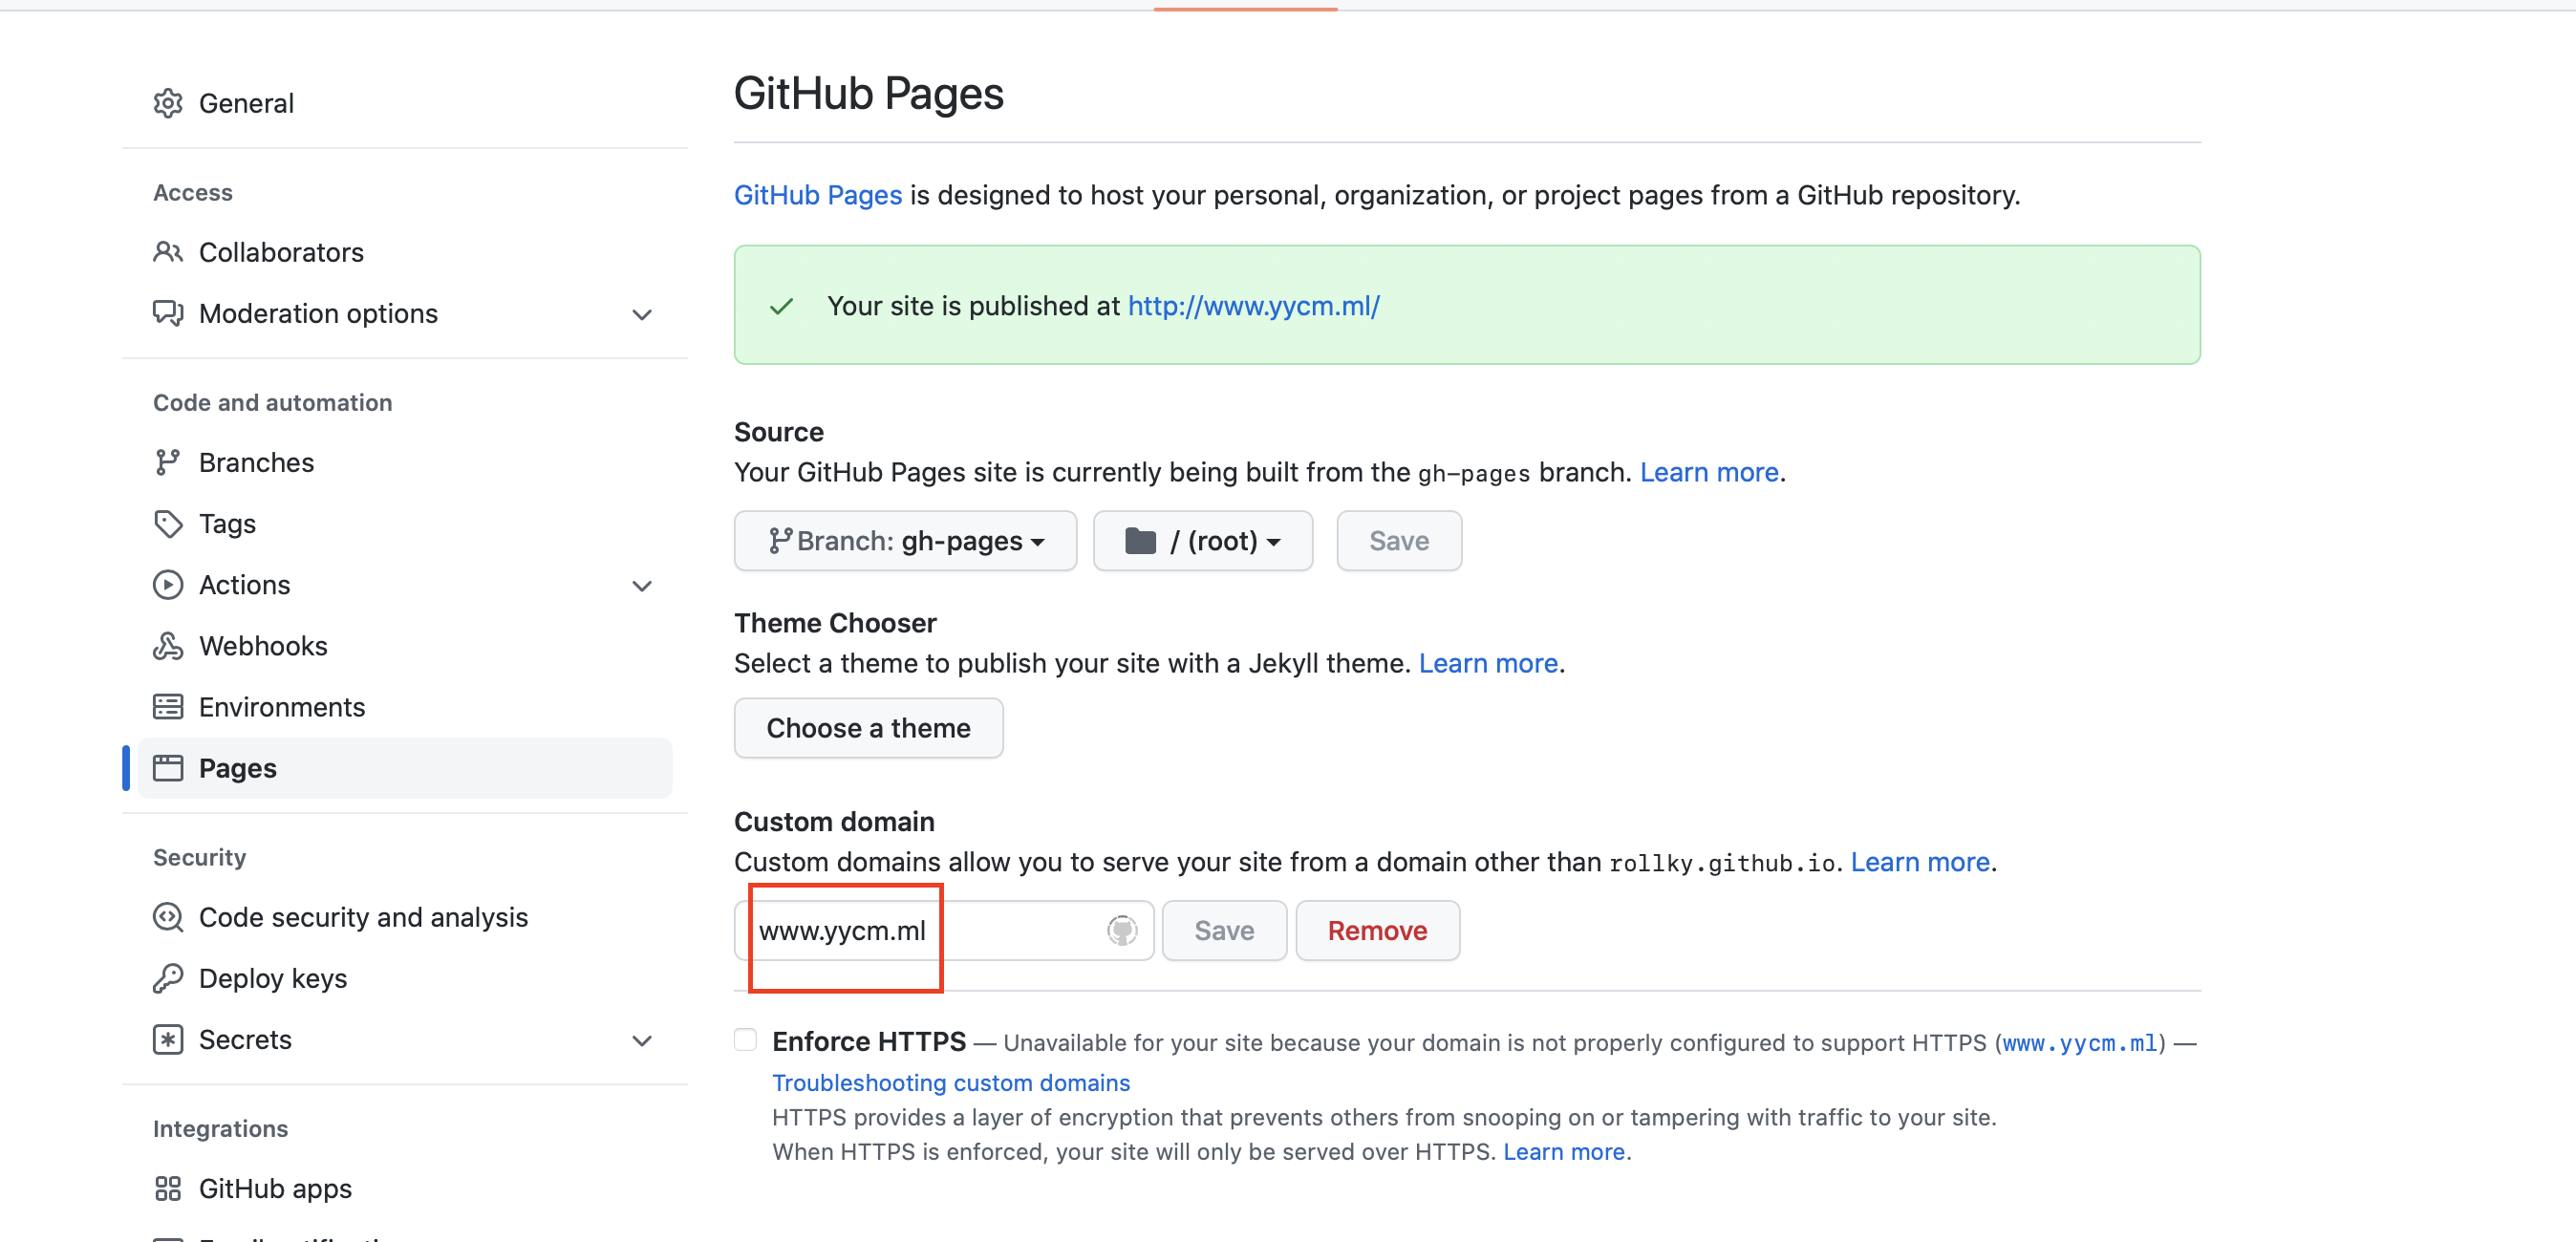 General
Access
Collaborators
Moderation options
Code and automation
Branches
Tags
Actions
Webhooks
Environments
Pages
Security
Code security and analysis
Deploy keys
Secrets
Integrations
GitHub apps
GitHub Pages
GitHub Pages is designed to host your personal, organization, or project pages from a GitHub repository.
Your site is published at http://www.yycm.ml/
Source
Your GitHub Pages site is currently being built from the gh-pages branch. Learn more.
Branch: gh-pages / (root) Save
Theme Chooser
Select a theme to publish your site with a Jekyll theme. Learn more.
Choose a theme
Custom domain
Custom domains allow you to serve your site from a domain other than rollky.github.io. Learn more.
www.yycm.ml Save Remove
Enforce HTTPS — Unavailable for your site because your domain is not properly configured to support HTTPS (www.yycm.ml) —
Troubleshooting custom domains
HTTPS provides a layer of encryption that prevents others from snooping on or tampering with traffic to your site.
When HTTPS is enforced, your site will only be served over HTTPS. Learn more.